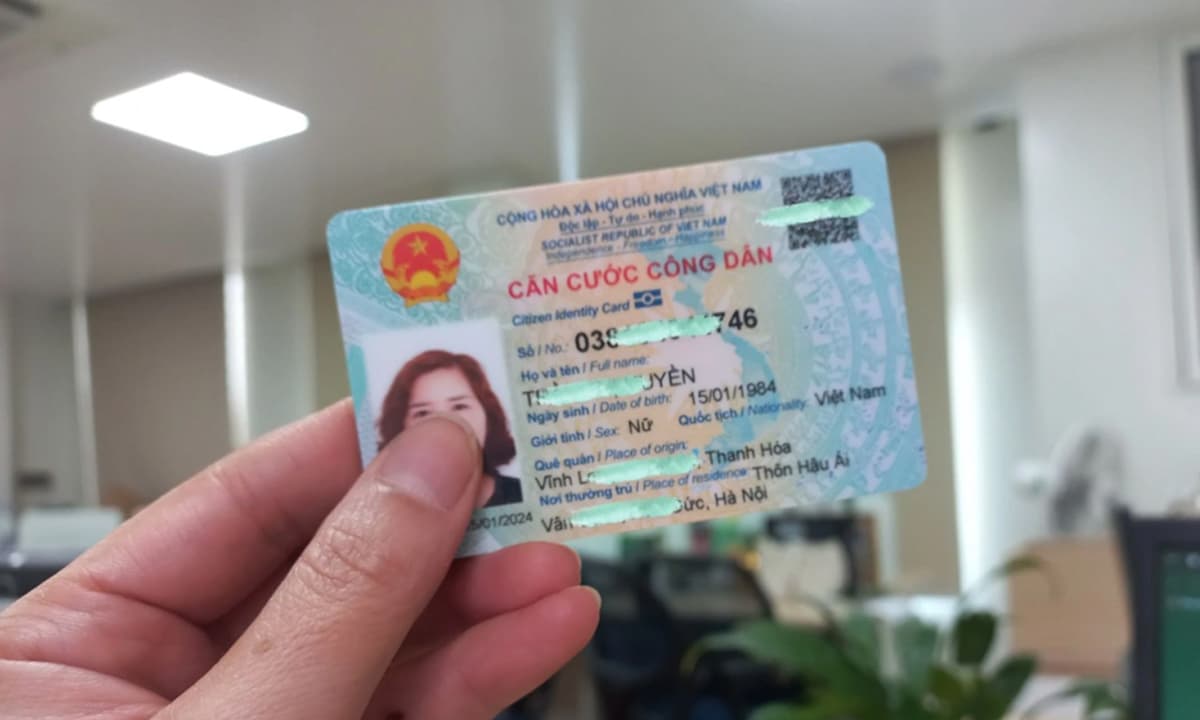 CỘNG HÒA XÃ HỘI CHỦ NGHĨA VIỆT NAM
Độc lập - Tự do - Hạnh phúc
SOCIALIST REPUBLIC OF VIET NAM
Independence - Freedom - Happiness
CĂN CƯỚC CÔNG DÂN
Citizen Identity Card
Số / No.: 038 746
Họ và tên / Full name:
UYỀN
Ngày sinh / Date of birth: 15/01/1984
Giới tính / Sex: Nữ Quốc tịch / Nationality: Việt Nam
Quê quán / Place of origin:
Vĩnh L , Thanh Hóa
Nơi thường trú / Place of residence: Thôn Hậu Ái
Vân ức, Hà Nội
5/01/2024